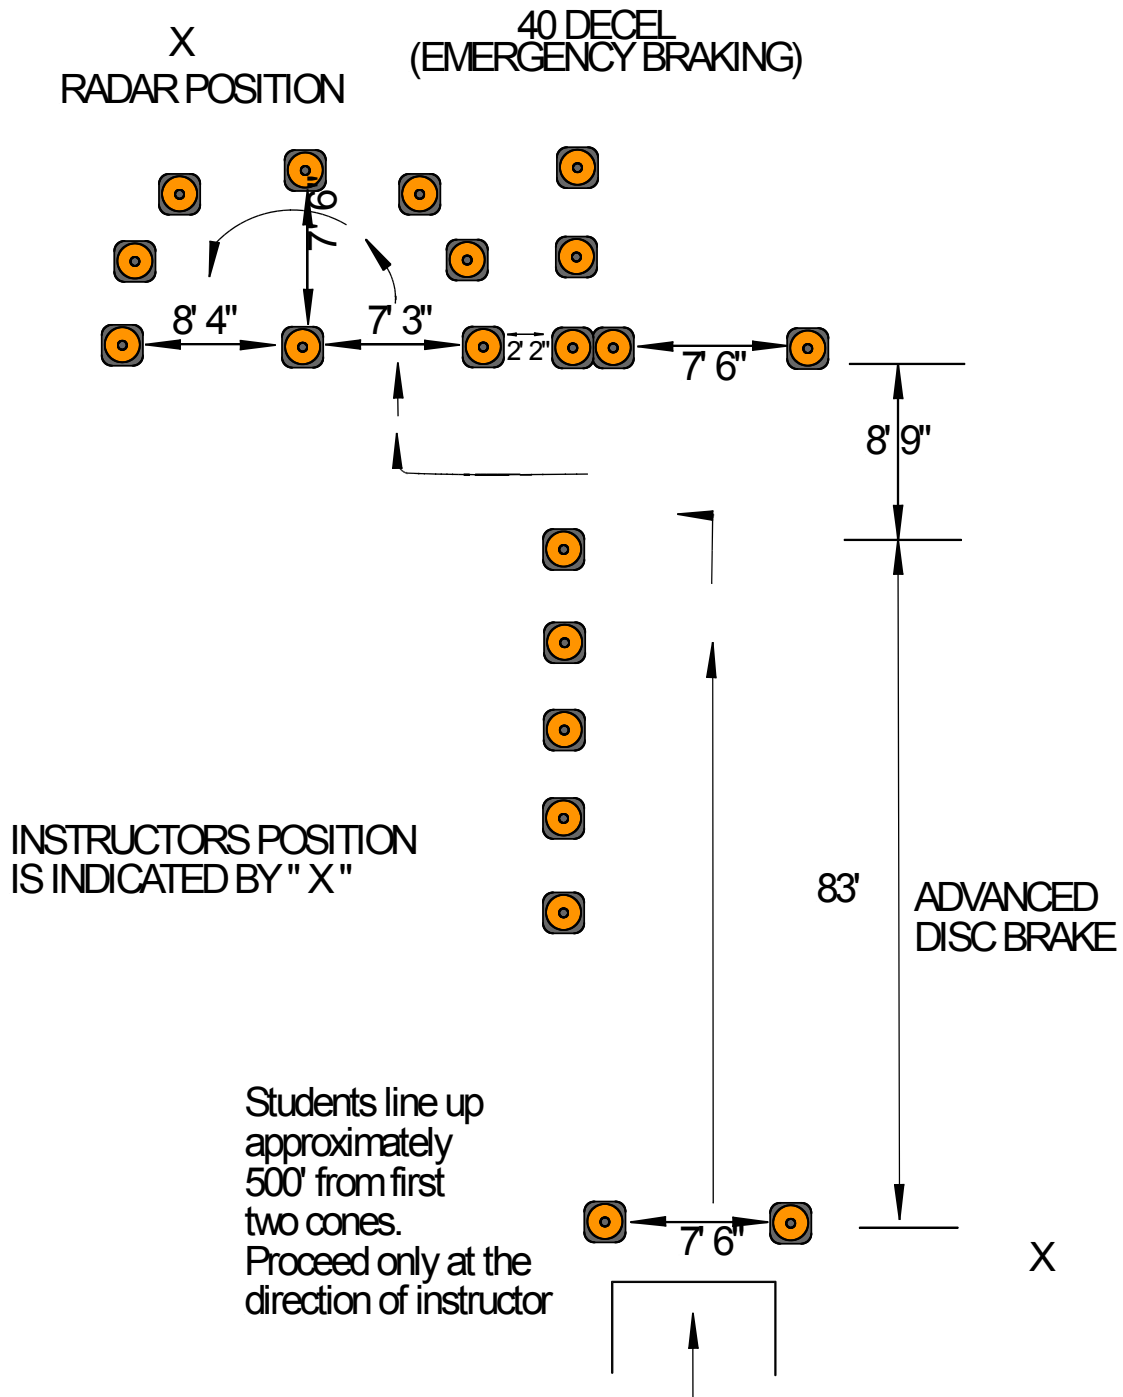 X
RADAR POSITION
40 DECEL
(EMERGENCY BRAKING)
7' 6"
8' 4"
7' 3"
2' 2"
7' 6"
8' 9"
INSTRUCTORS POSITION
IS INDICATED BY " X "
83'
ADVANCED
DISC BRAKE
Students line up
approximately
500' from first
two cones.
Proceed only at the
direction of instructor
7' 6"
X